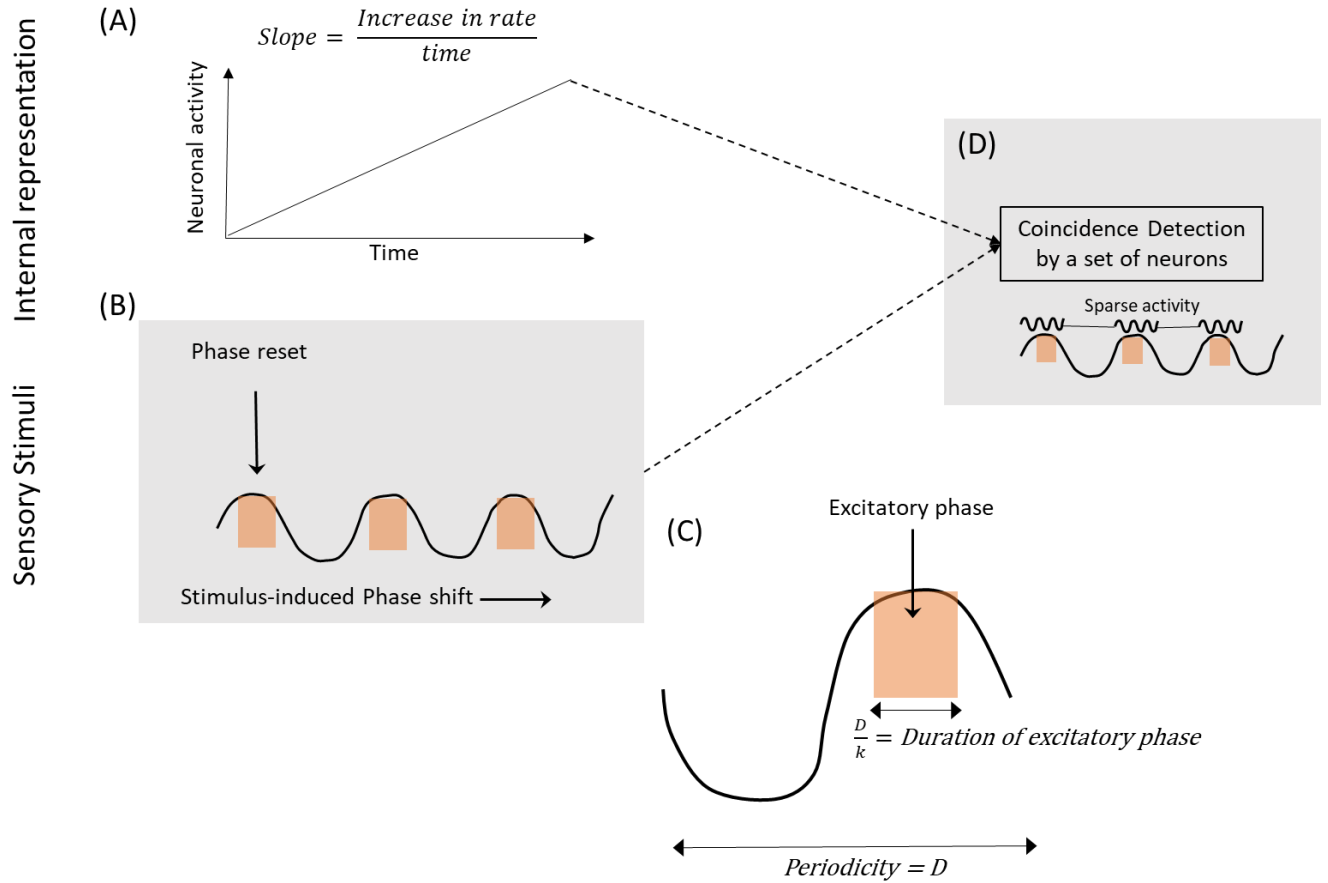 Internal representation
Sensory Stimuli
(A)
Slope = Increase in rate / time
Neuronal activity
Time
(B)
Phase reset
Stimulus-induced Phase shift
(C)
Excitatory phase
D/k = Duration of excitatory phase
Periodicity = D
(D)
Coincidence Detection
by a set of neurons
Sparse activity